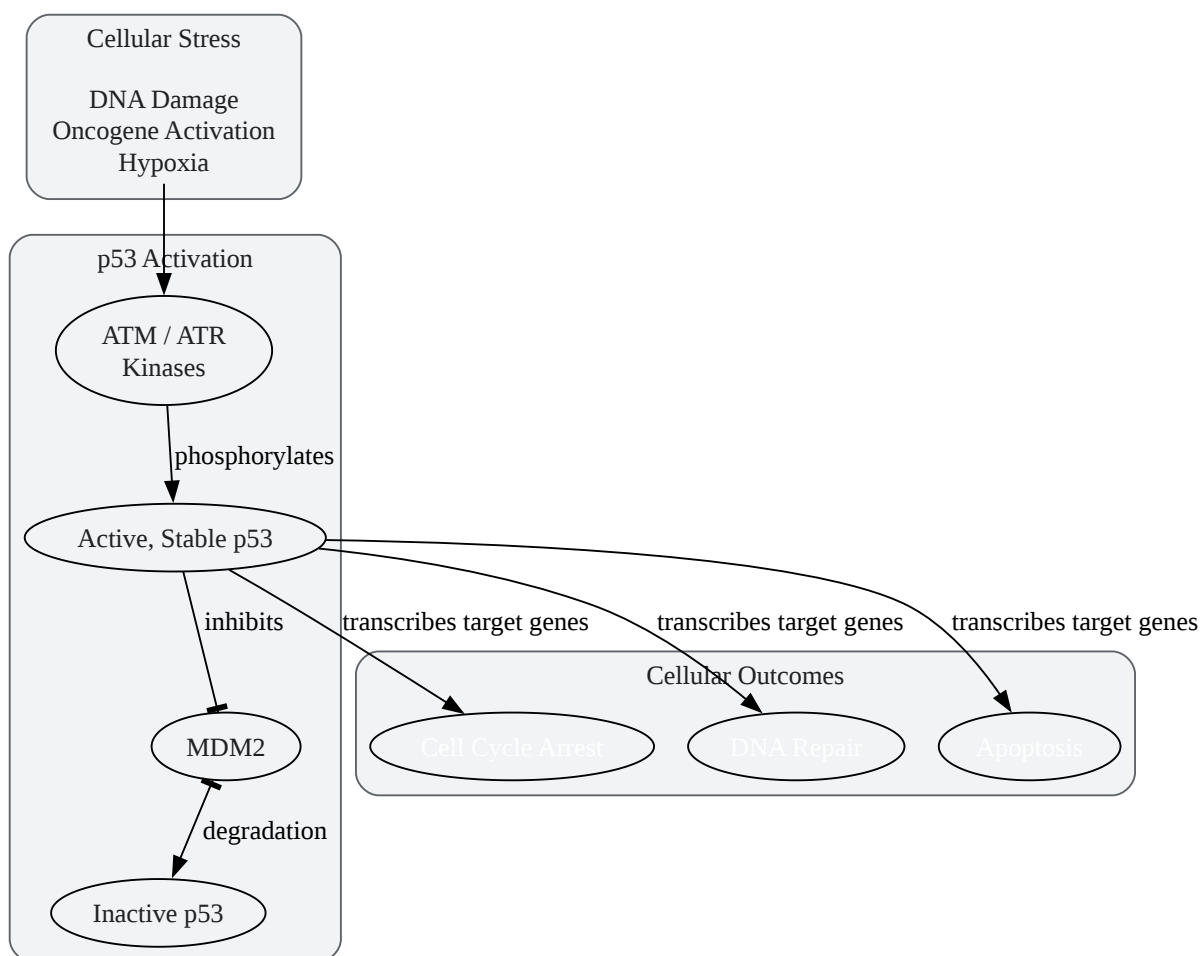 Cellular Stress
DNA Damage
Oncogene Activation
Hypoxia
p53 Activation
ATM / ATR
Kinases
phosphorylates
Active, Stable p53
inhibits
transcribes target genes
transcribes target genes
transcribes target genes
Cellular Outcomes
MDM2
Cell Cycle Arrest
DNA Repair
Apoptosis
degradation
Inactive p53